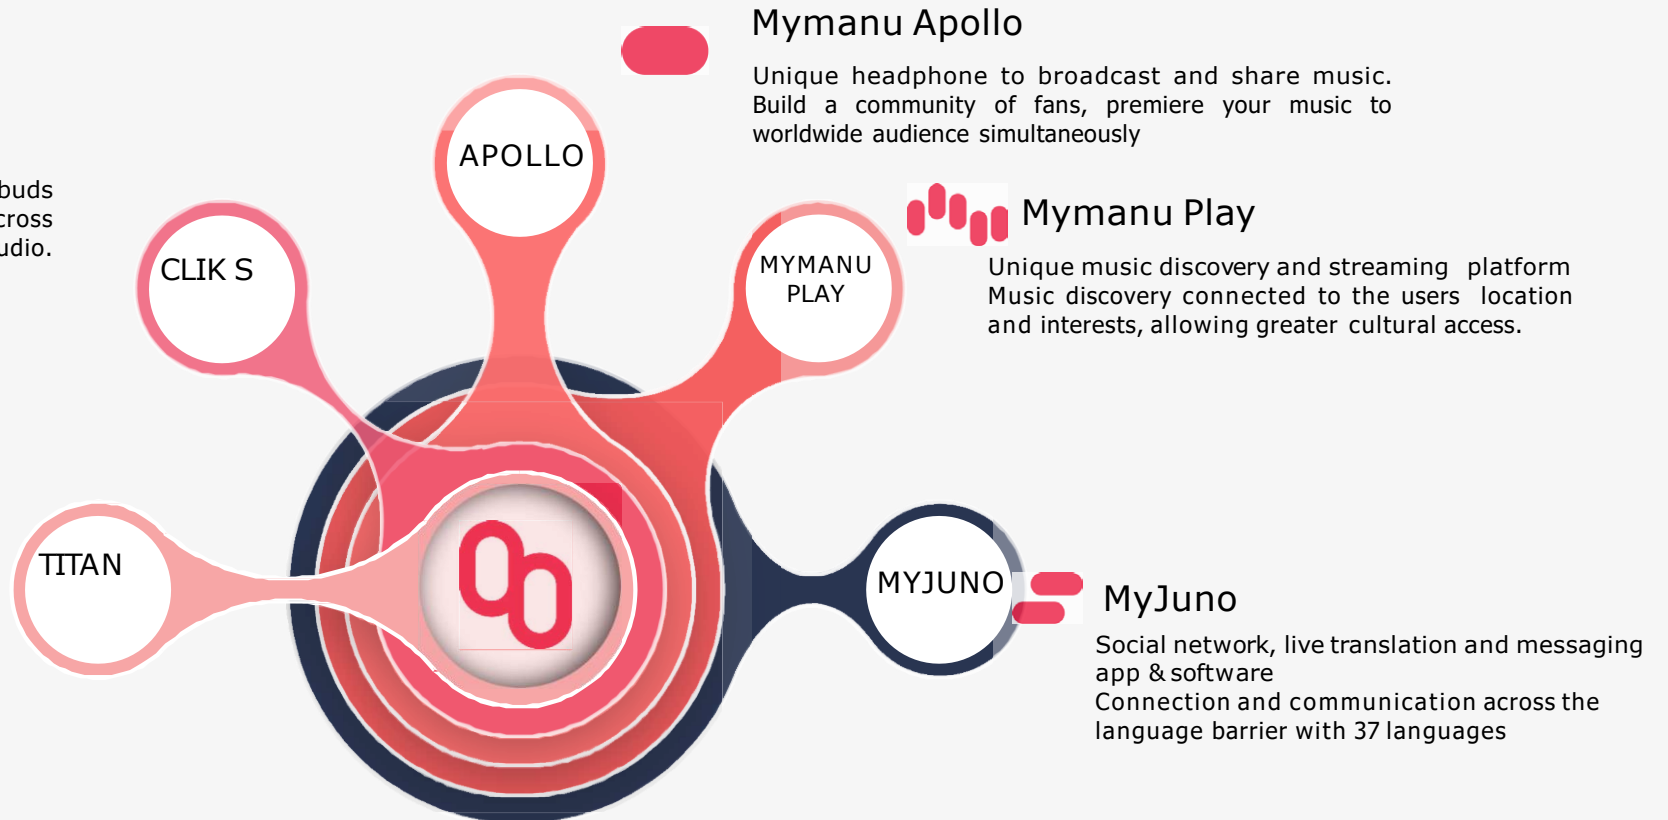 Mymanu Apollo
Unique headphone to broadcast and share music.
Build a community of fans, premiere your music to
worldwide audience simultaneously
APOLLO
buds
cross
udio.
CLIK S
Mymanu Play
MYMANU
PLAY
Unique music discovery and streaming platform
Music discovery connected to the users location
and interests, allowing greater cultural access.
TITAN
MYJUNO
MyJuno
Social network, live translation and messaging
app & software
Connection and communication across the
language barrier with 37 languages